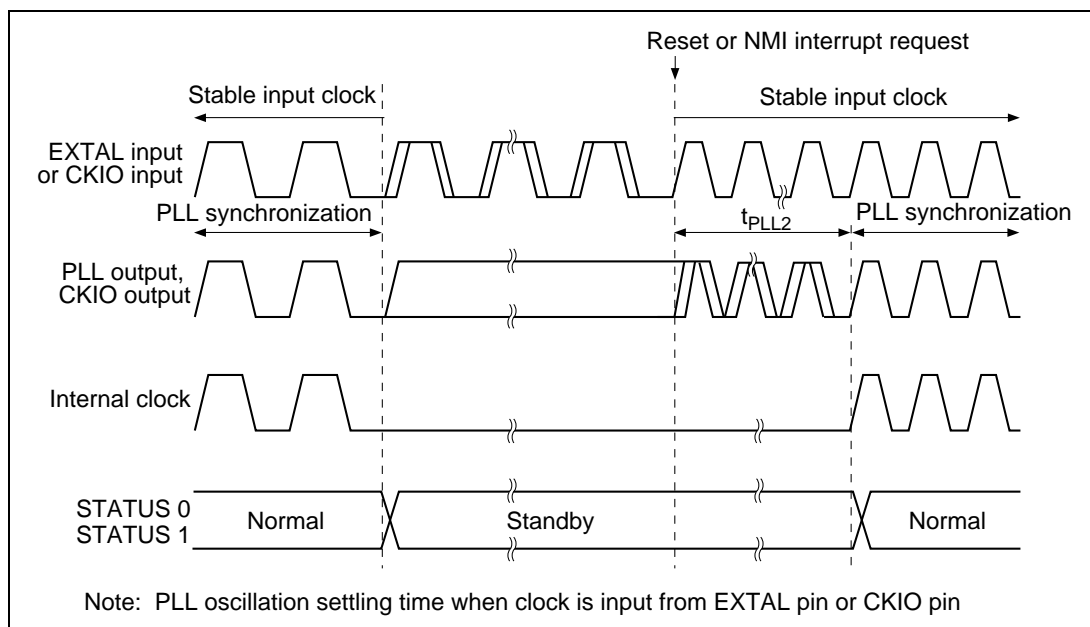 Reset or NMI interrupt request
Stable input clock
Stable input clock
EXTAL input
or CKIO input
PLL synchronization
tPLL2
PLL synchronization
PLL output,
CKIO output
Internal clock
STATUS 0
STATUS 1
Normal
Standby
Normal
Note: PLL oscillation settling time when clock is input from EXTAL pin or CKIO pin